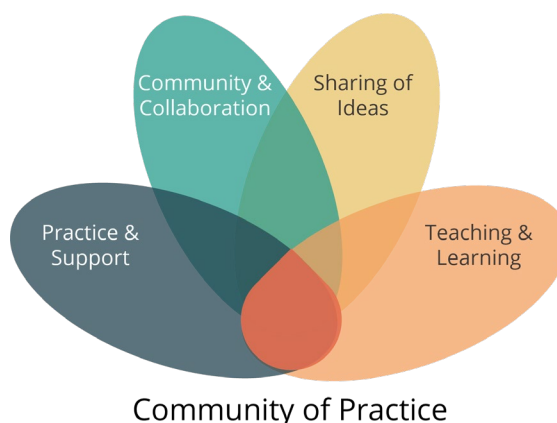 Community &
Collaboration
Sharing of
Ideas
Practice &
Support
Teaching &
Learning
Community of Practice